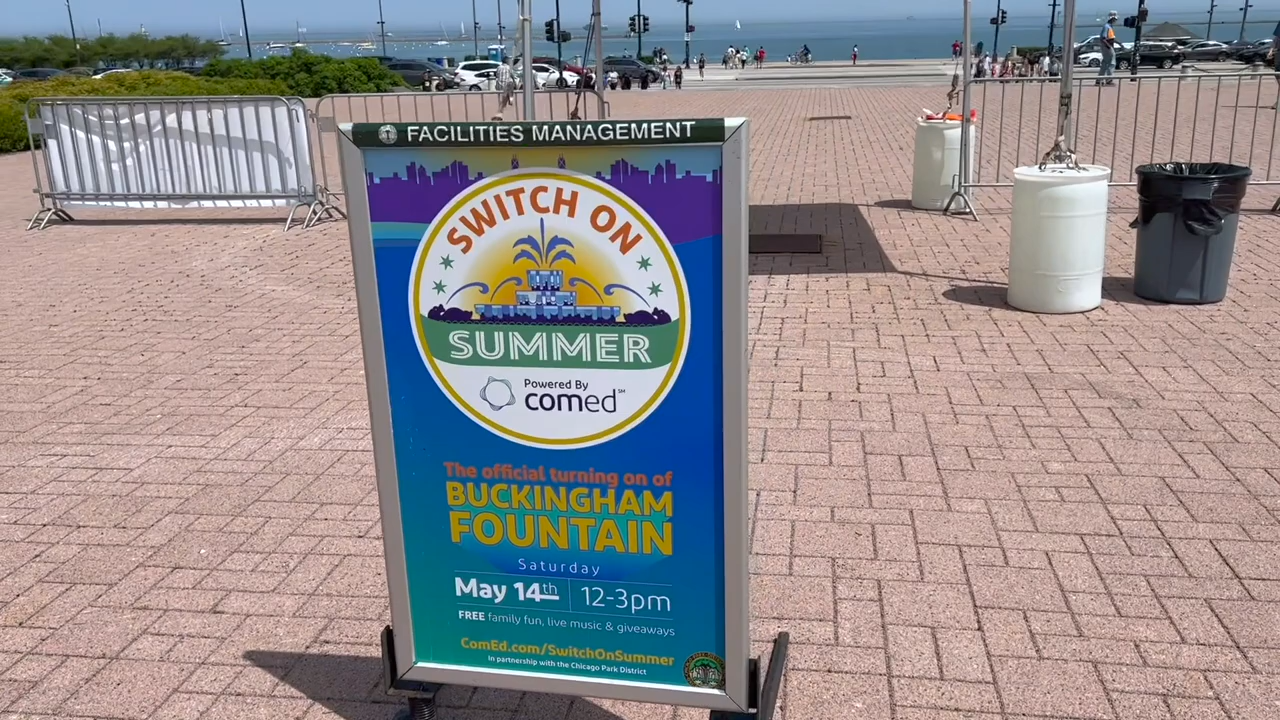 FACILITIES MANAGEMENT
SWITCH ON
SUMMER
Powered By
comed℠
The official turning on of
BUCKINGHAM
FOUNTAIN
Saturday
May 14th 12-3pm
FREE family fun, live music & giveaways
ComEd.com/SwitchOnSummer
In partnership with the Chicago Park District